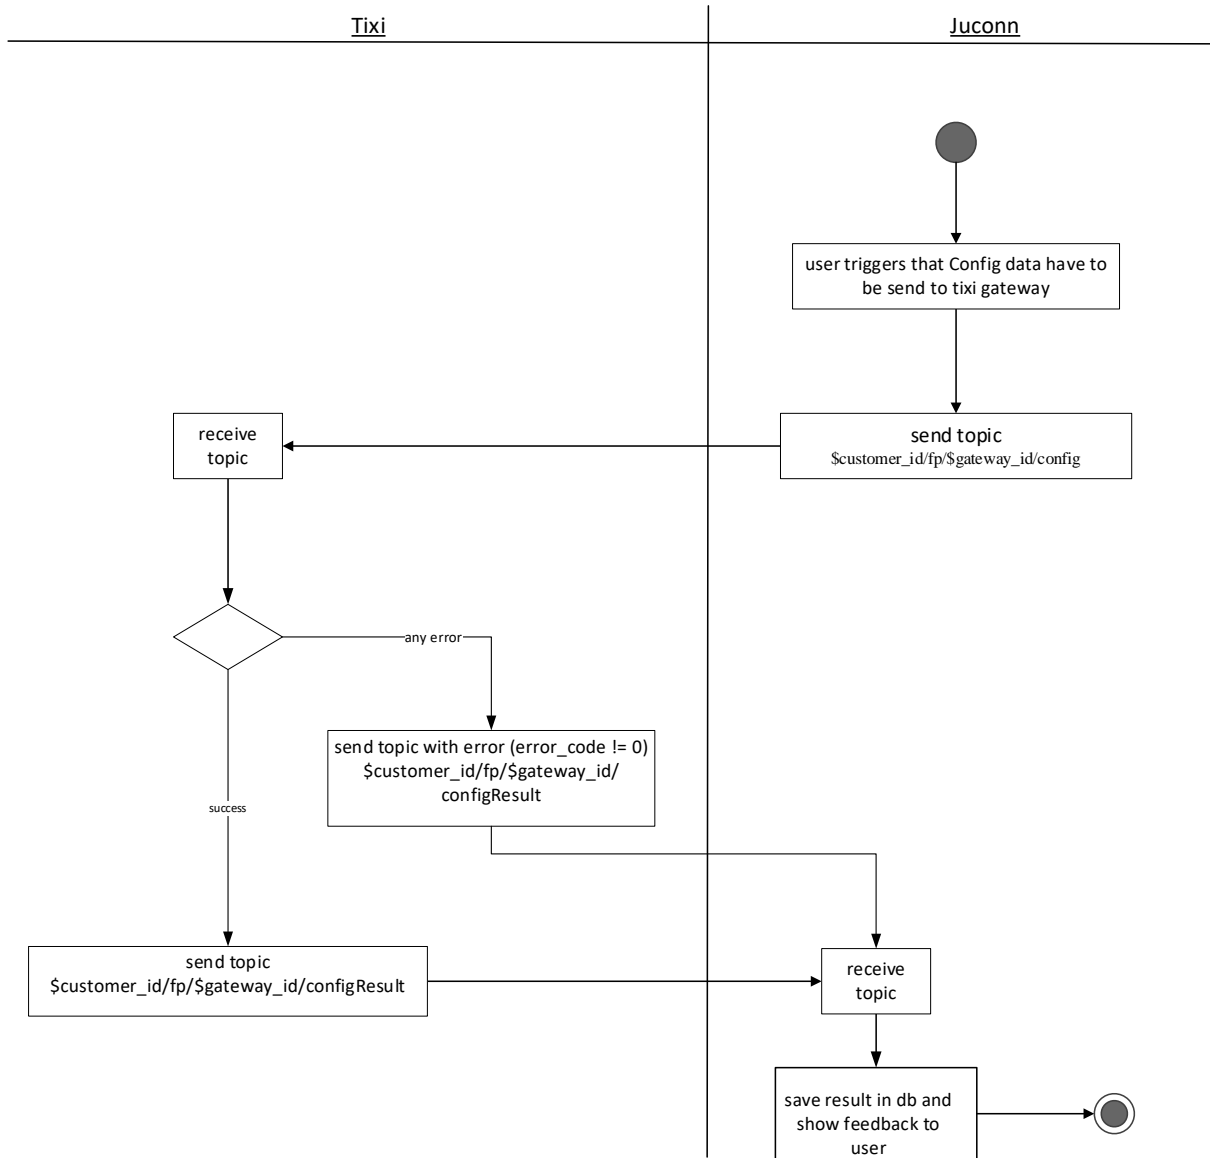 Tixi
Juconn
user triggers that Config data have to
be send to tixi gateway
send topic
$customer_id/fp/$gateway_id/config
receive
topic
any error
send topic with error (error_code != 0)
$customer_id/fp/$gateway_id/
configResult
success
send topic
$customer_id/fp/$gateway_id/configResult
receive
topic
save result in db and
show feedback to
user